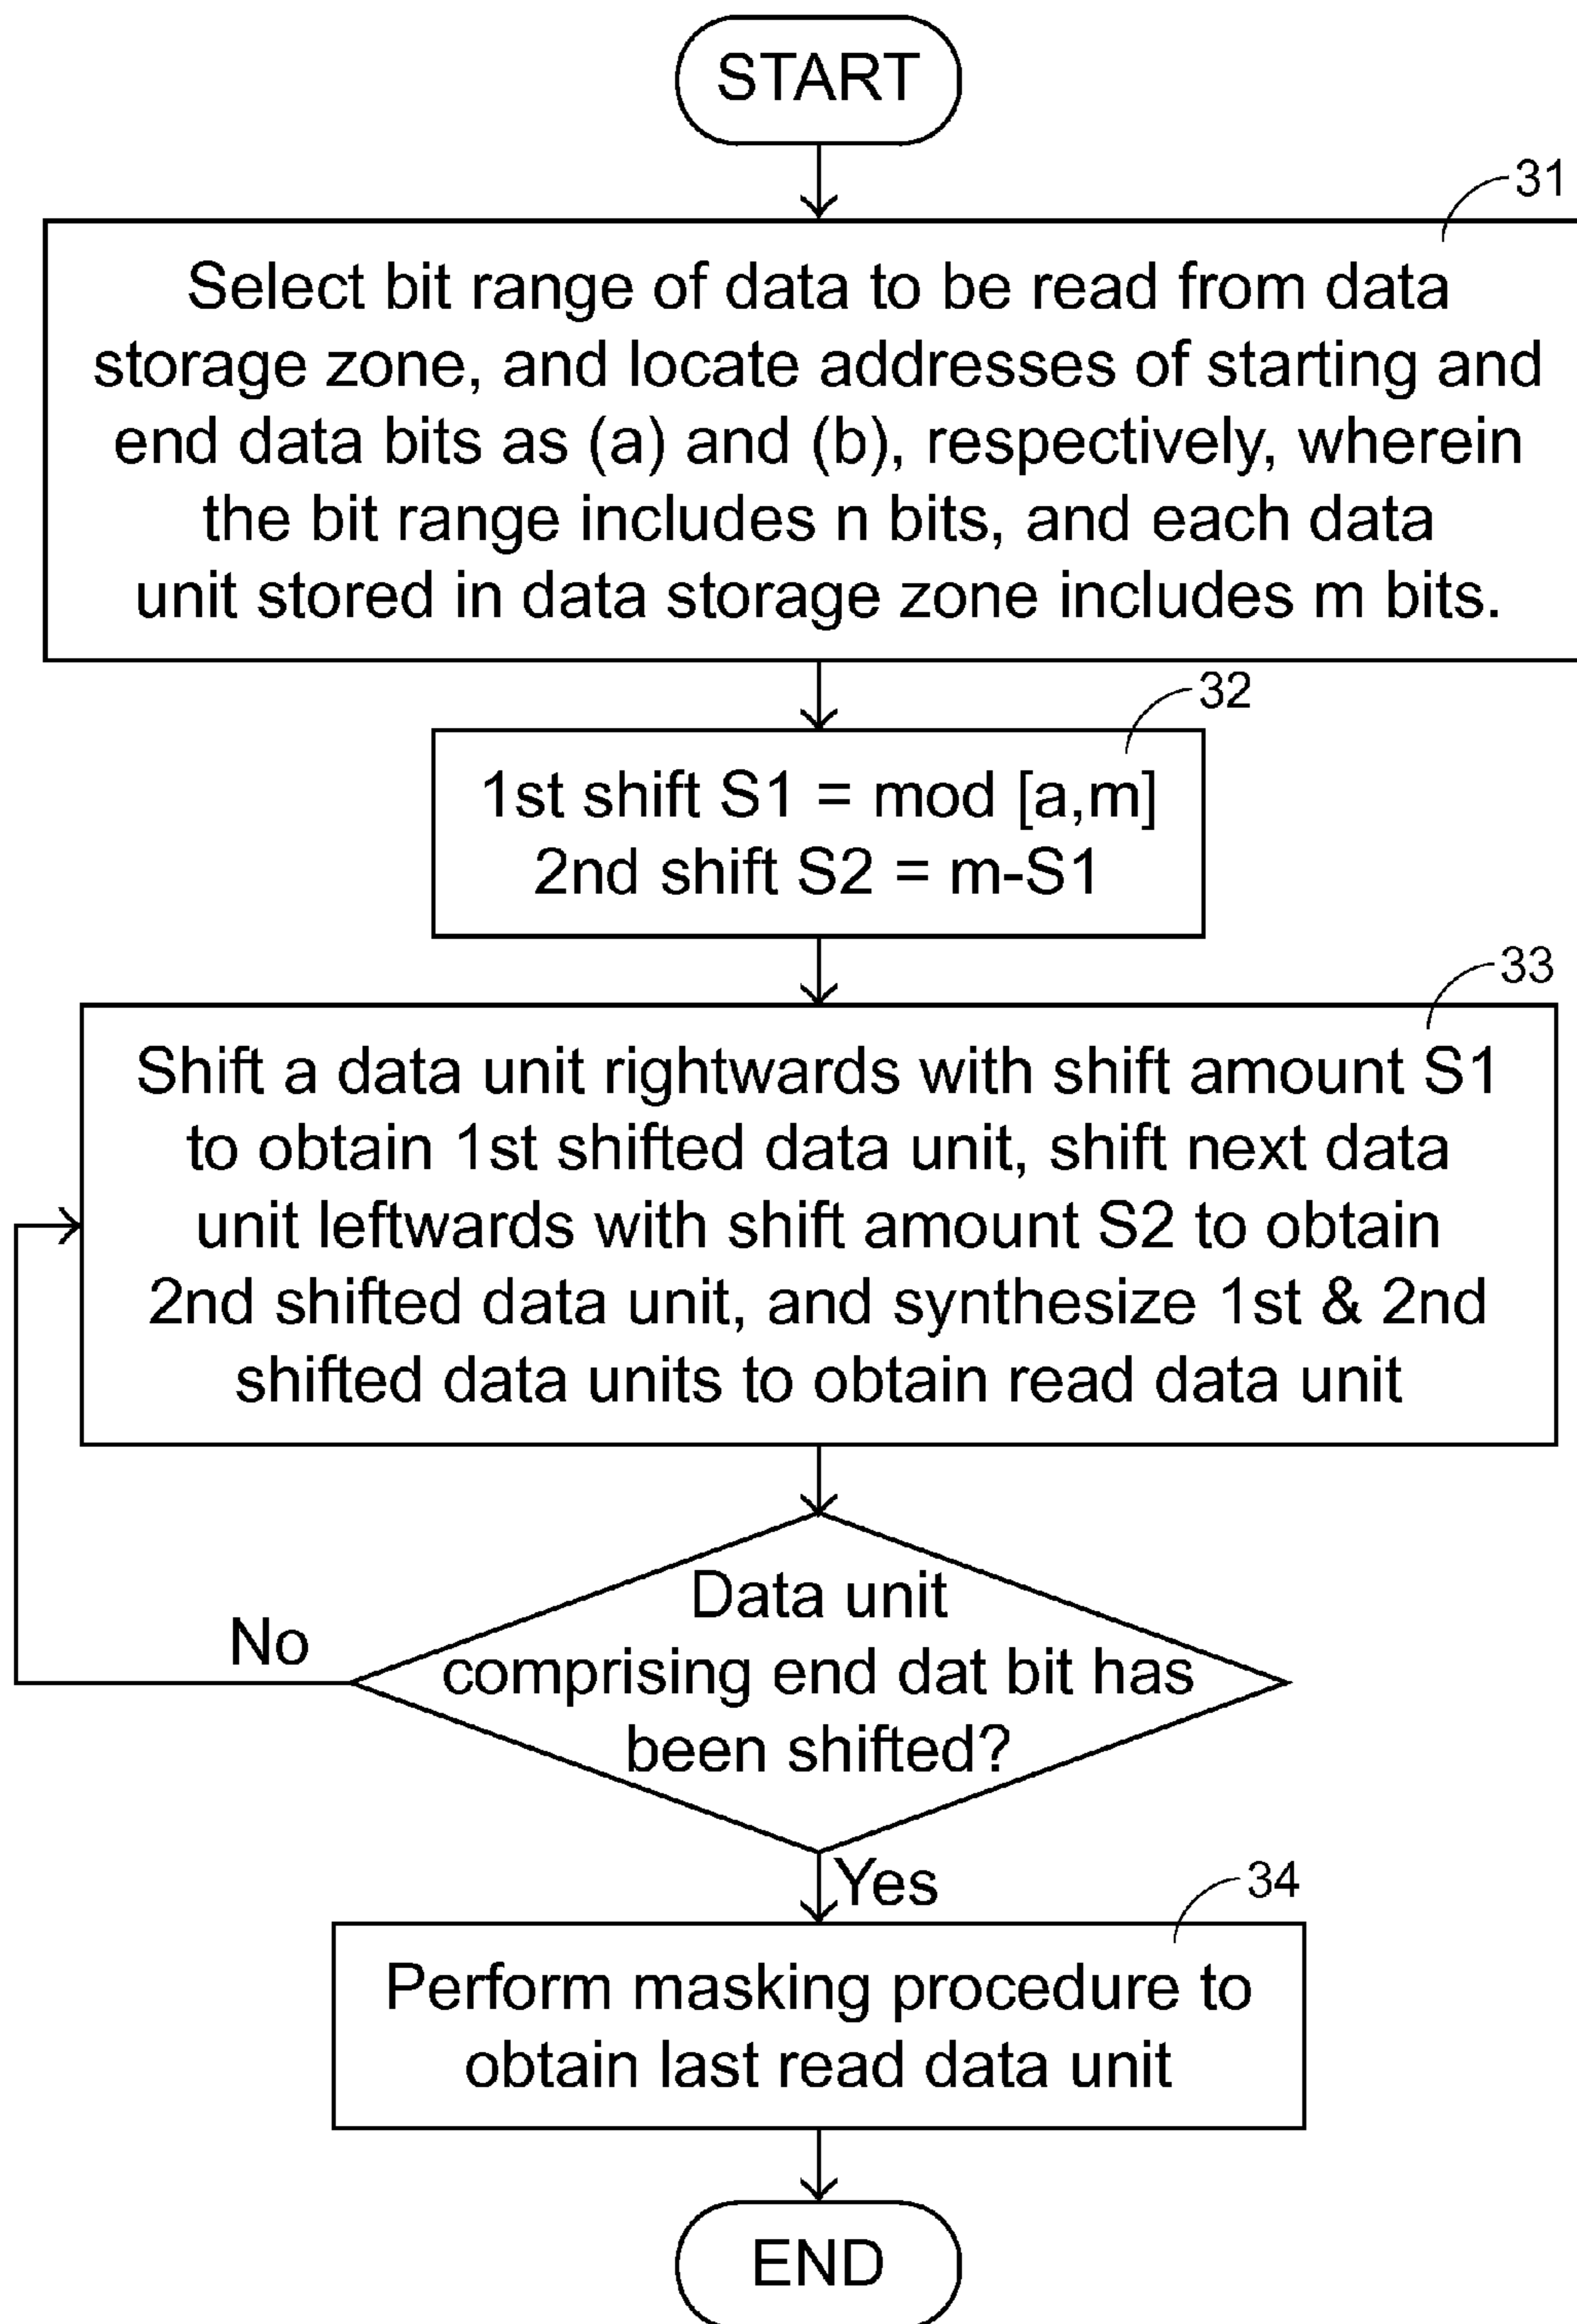 START
31
Select bit range of data to be read from data
storage zone, and locate addresses of starting and
end data bits as (a) and (b), respectively, wherein
the bit range includes n bits, and each data
unit stored in data storage zone includes m bits.
32
1st shift S1 = mod [a,m]
2nd shift S2 = m-S1
33
Shift a data unit rightwards with shift amount S1
to obtain 1st shifted data unit, shift next data
unit leftwards with shift amount S2 to obtain
2nd shifted data unit, and synthesize 1st & 2nd
shifted data units to obtain read data unit
Data unit
No
comprising end dat bit has
been shifted?
Yes
34
Perform masking procedure to
obtain last read data unit
END